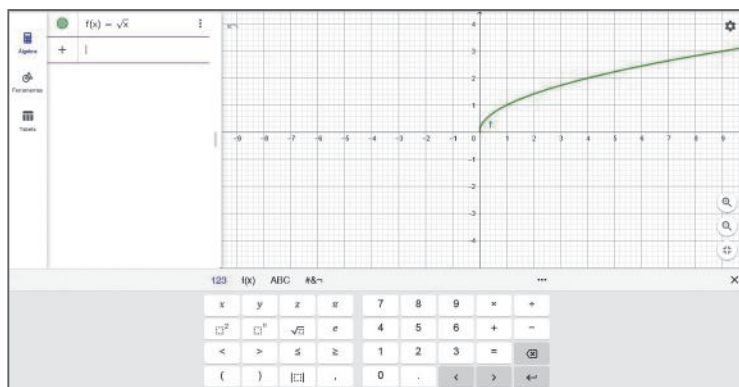 f(x) = √x
Álgebra
Ferramentas
Tabela
+
4
3
2
1
-9 -8 -7 -6 -5 -4 -3 -2 -1 0 1 2 3 4 5 6 7 8 9
f
-2
-3
-4
123 f(x) ABC #&¬ ...
x y z π 7 8 9 × ÷
√ e 4 5 6 + −
< > ≤ ≥ 1 2 3 =
( ) , 0 . < >